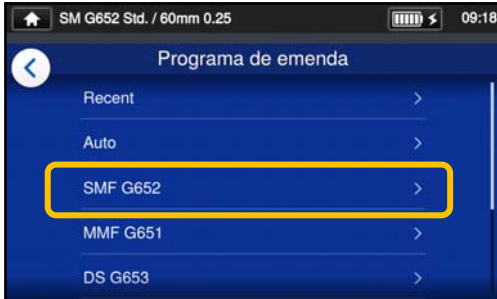 SM G652 Std. / 60mm 0.25 09:18
Programa de emenda
Recent
Auto
SMF G652
MMF G651
DS G653